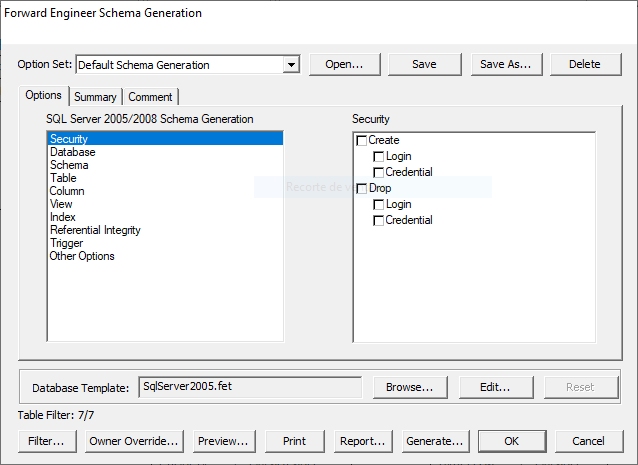 Forward Engineer Schema Generation
Option Set: Default Schema Generation Open... Save Save As... Delete
Options Summary Comment
SQL Server 2005/2008 Schema Generation
Security
Database
Schema
Table
Column
View
Index
Referential Integrity
Trigger
Other Options
Security
Create
Login
Credential
Drop
Login
Credential
Recorte de
Database Template: SqlServer2005.fet Browse... Edit... Reset
Table Filter: 7/7
Filter... Owner Override... Preview... Print Report... Generate... OK Cancel